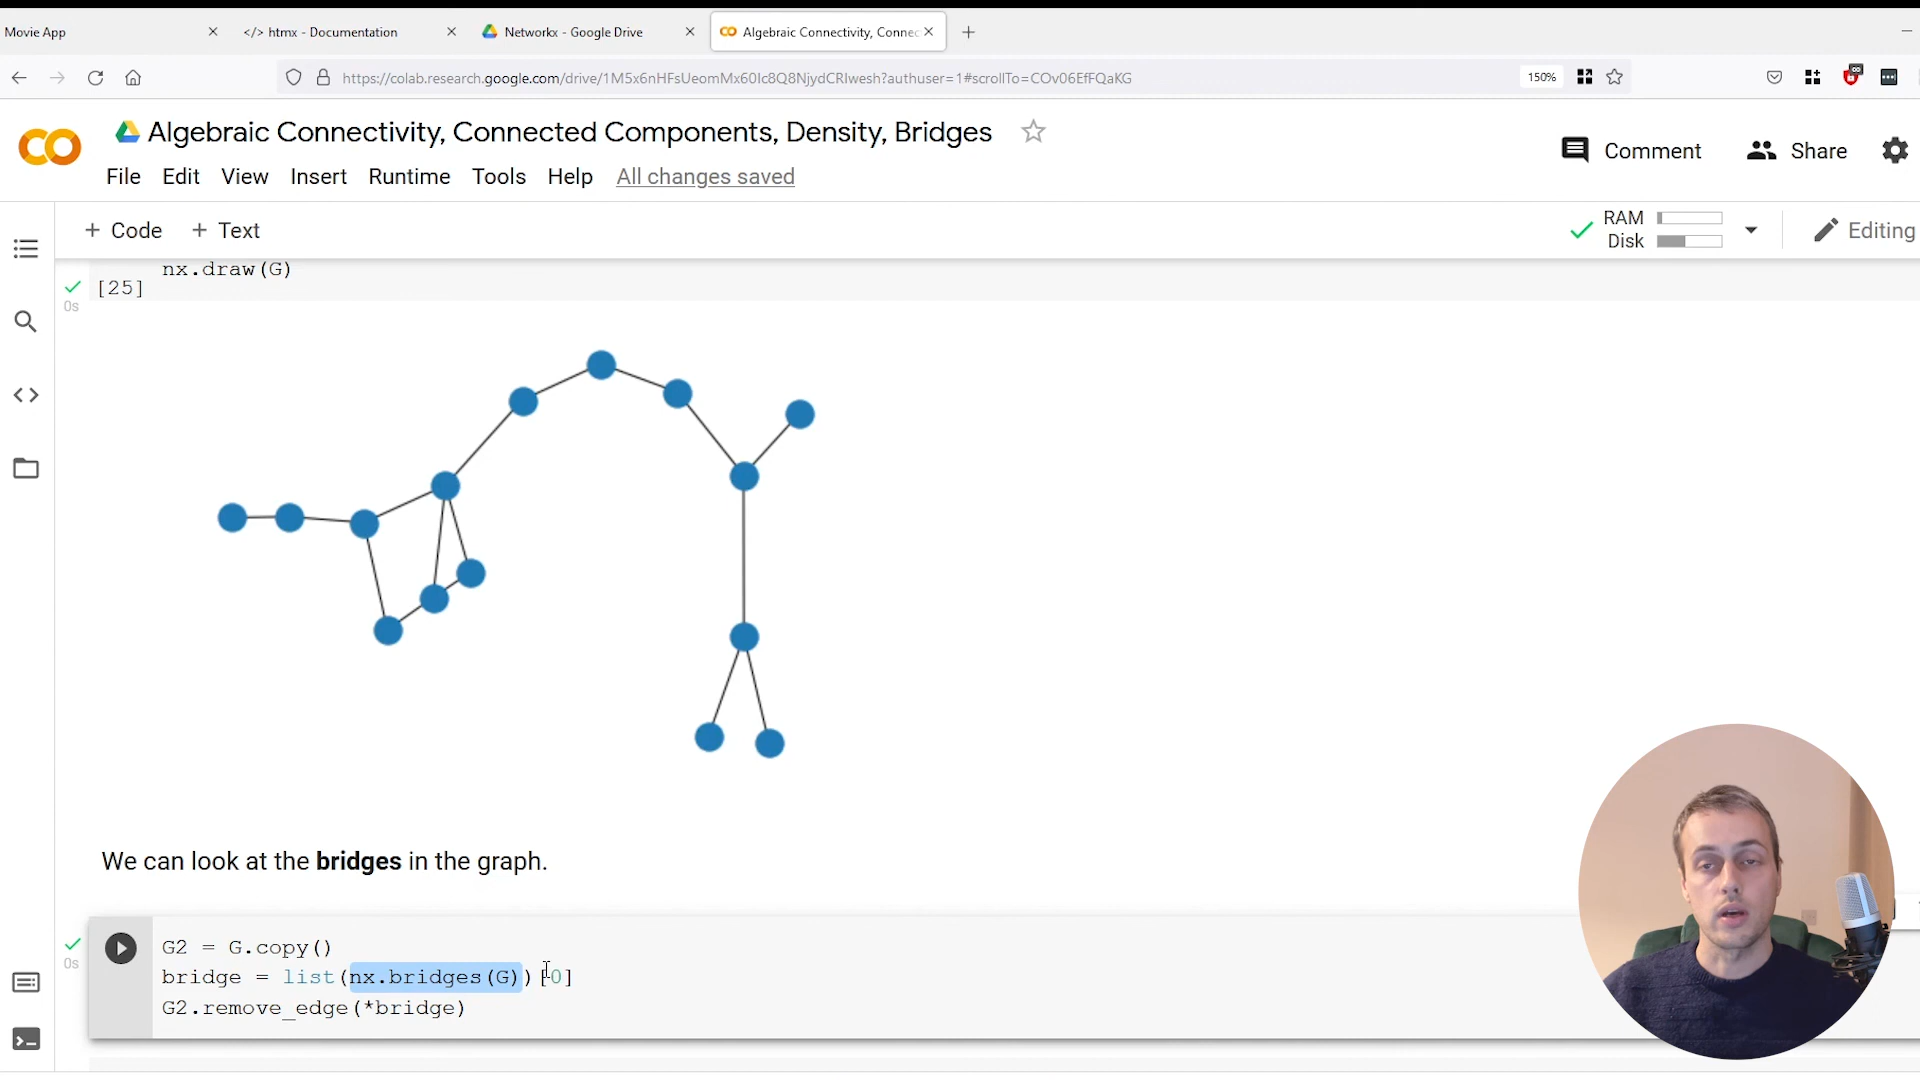 Movie App
</> htmx - Documentation
Networkx - Google Drive
Algebraic Connectivity, Connec
https://colab.research.google.com/drive/1M5x6nHFsUeomMx60Ic8Q8NjydCRIwesh?authuser=1#scrollTo=COv06EfFQaKG
150%
Algebraic Connectivity, Connected Components, Density, Bridges
Comment
Share
File Edit View Insert Runtime Tools Help All changes saved
+ Code + Text
RAM
Disk
Editing
nx.draw(G)
[25]
0s
We can look at the bridges in the graph.
0s
G2 = G.copy()
bridge = list(nx.bridges(G))[0]
G2.remove_edge(*bridge)